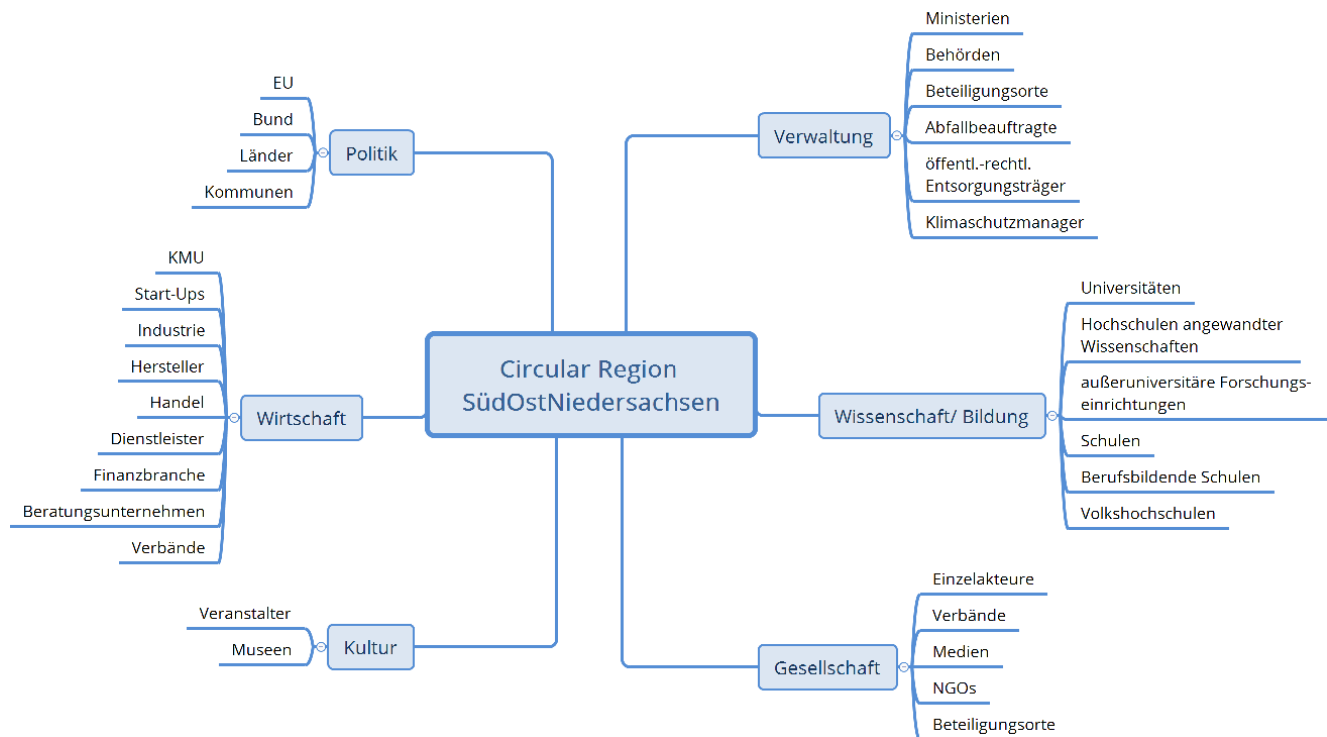 Circular Region
SüdOstNiedersachsen
Politik
EU
Bund
Länder
Kommunen
Wirtschaft
KMU
Start-Ups
Industrie
Hersteller
Handel
Dienstleister
Finanzbranche
Beratungsunternehmen
Verbände
Kultur
Veranstalter
Museen
Verwaltung
Ministerien
Behörden
Beteiligungsorte
Abfallbeauftragte
öffentl.-rechtl.
Entsorgungsträger
Klimaschutzmanager
Wissenschaft/ Bildung
Universitäten
Hochschulen angewandter
Wissenschaften
außeruniversitäre Forschungs-
einrichtungen
Schulen
Berufsbildende Schulen
Volkshochschulen
Gesellschaft
Einzelakteure
Verbände
Medien
NGOs
Beteiligungsorte